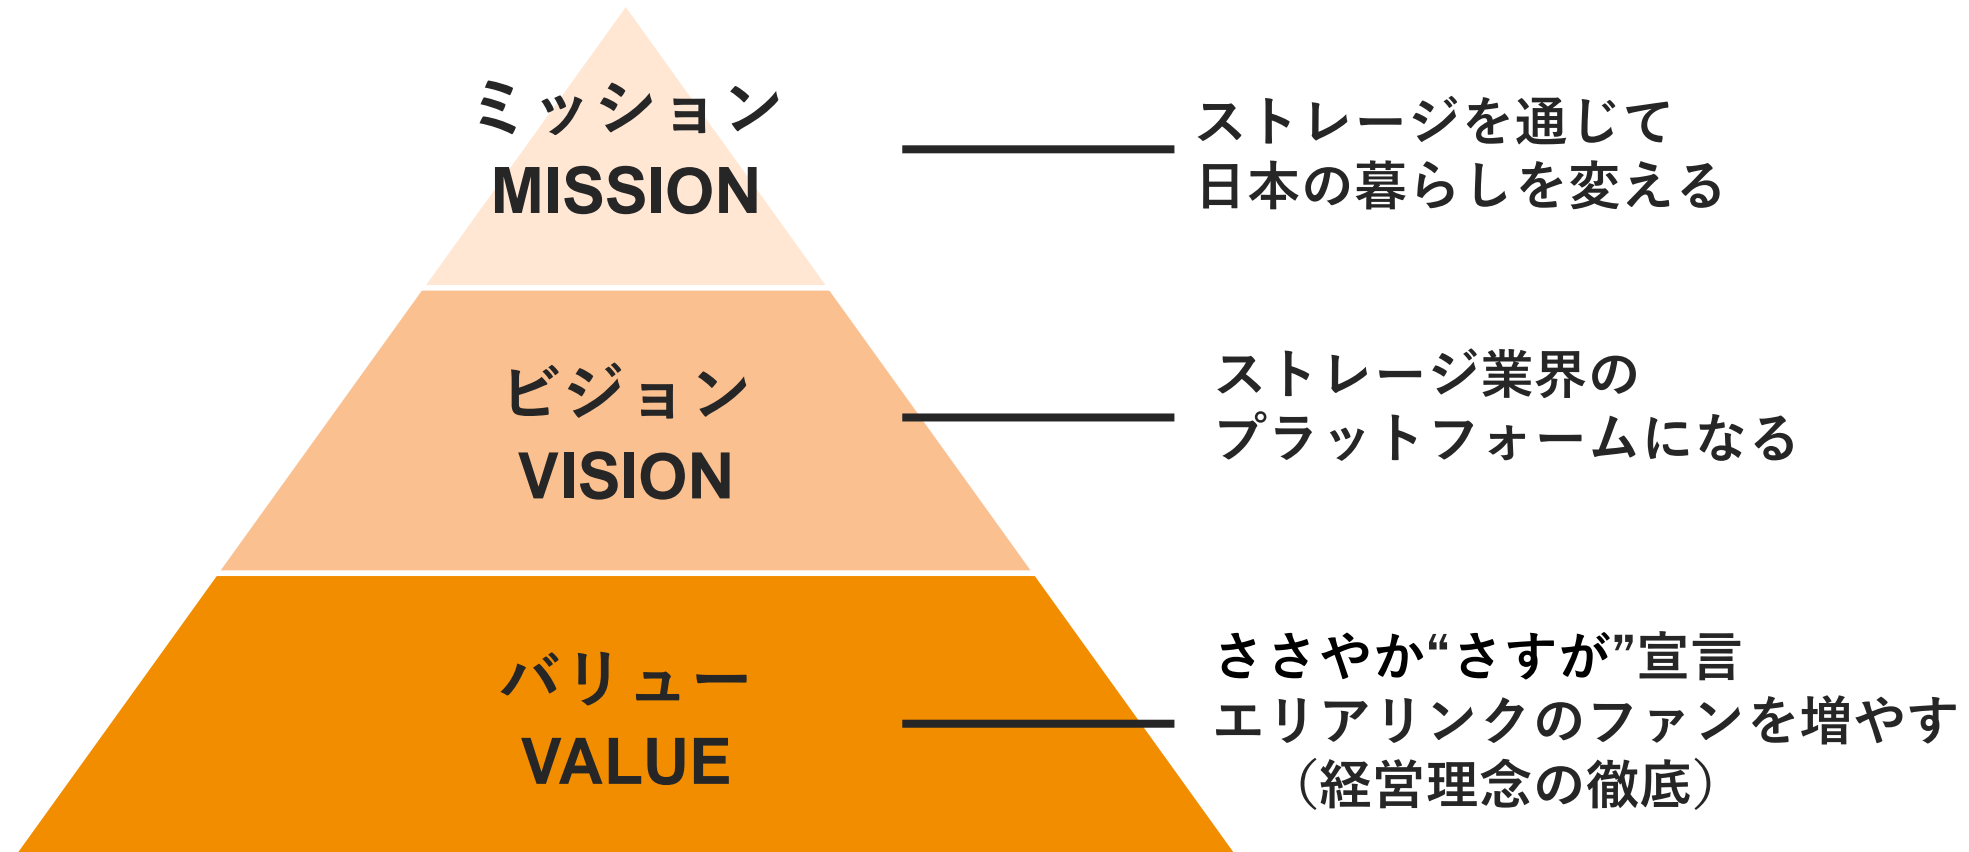 ミッション
MISSION
ストレージを通じて
日本の暮らしを変える
ビジョン
VISION
ストレージ業界の
プラットフォームになる
バリュー
VALUE
ささやか“さすが”宣言
エリアリンクのファンを増やす
（経営理念の徹底）